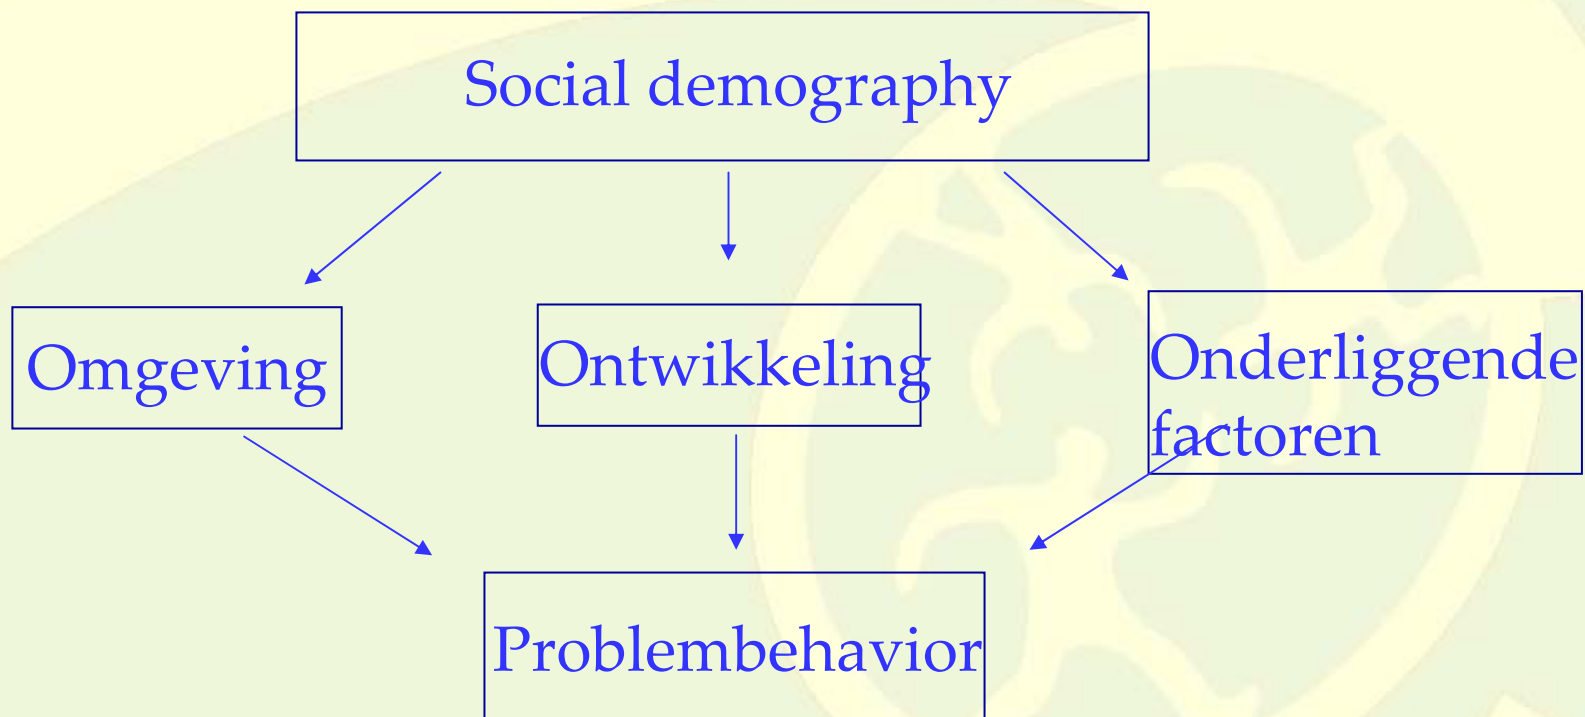 Social demography
Omgeving
Ontwikkeling
Onderliggende
factoren
Problembehavior